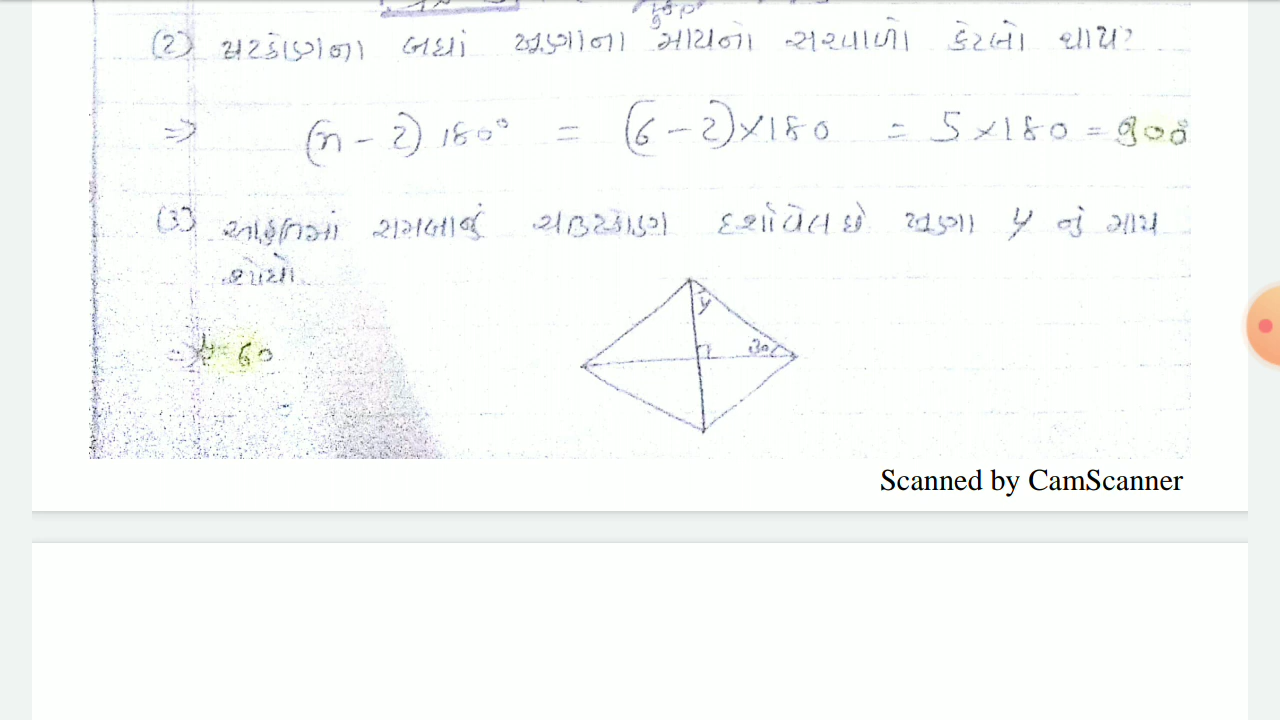 (2) ષટકોણના બધાં ખૂણાના માપનો સરવાળો કેટલો થાય?
=> (n - 2) 180° = (6 - 2) × 180 = 5 × 180 = 900°
(3) આકૃતિમાં સમબાજુ ચતુષ્કોણ દર્શાવેલ છે ખૂણા y નું માપ
શોધો.
y
30
=> y = 60
Scanned by CamScanner